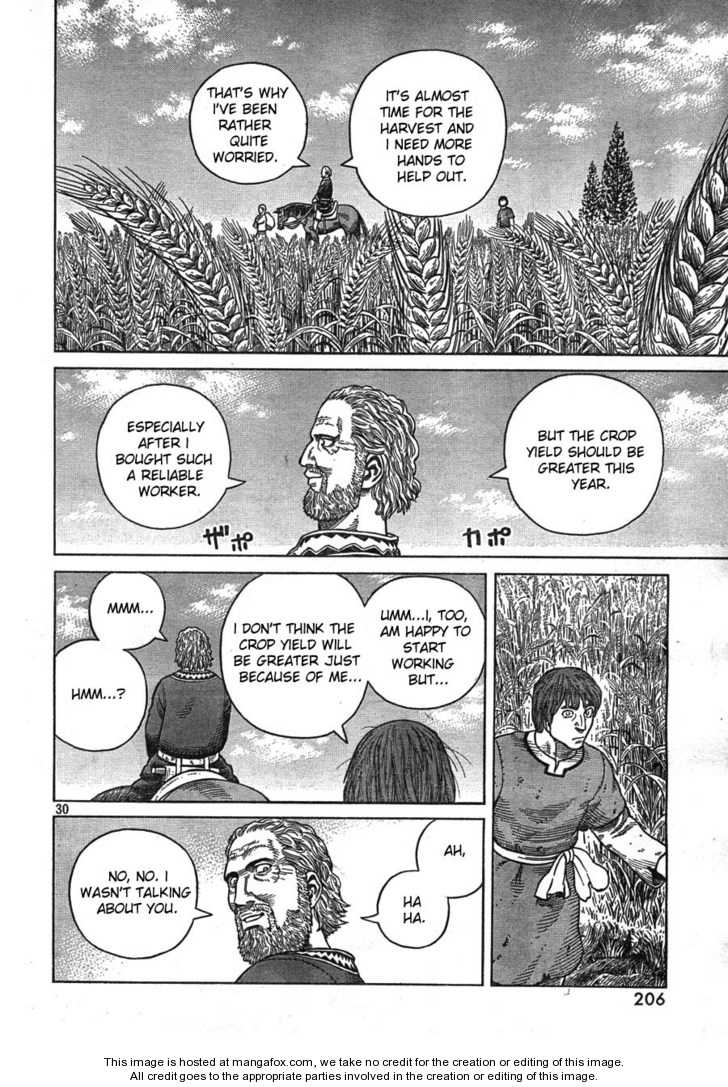 IT'S ALMOST
TIME FOR THE
HARVEST AND
I NEED MORE
HANDS TO
HELP OUT.
THAT'S WHY
I'VE BEEN
RATHER
QUITE
WORRIED.
BUT THE CROP
YIELD SHOULD BE
GREATER THIS
YEAR.
ESPECIALLY
AFTER I
BOUGHT SUCH
A RELIABLE
WORKER.
カポ
ザポ
UMM...I, TOO,
AM HAPPY TO
START
WORKING
BUT...
I DON'T THINK THE
CROP YIELD WILL
BE GREATER JUST
BECAUSE OF ME...
MMM...
HMM...?
30
AH,
HA
HA.
NO, NO. I
WASN'T TALKING
ABOUT YOU.
206
This image is hosted at mangafox.com, we take no credit for the creation or editing of this image.
All credit goes to the appropriate parties involved in the creation or editing of this image.